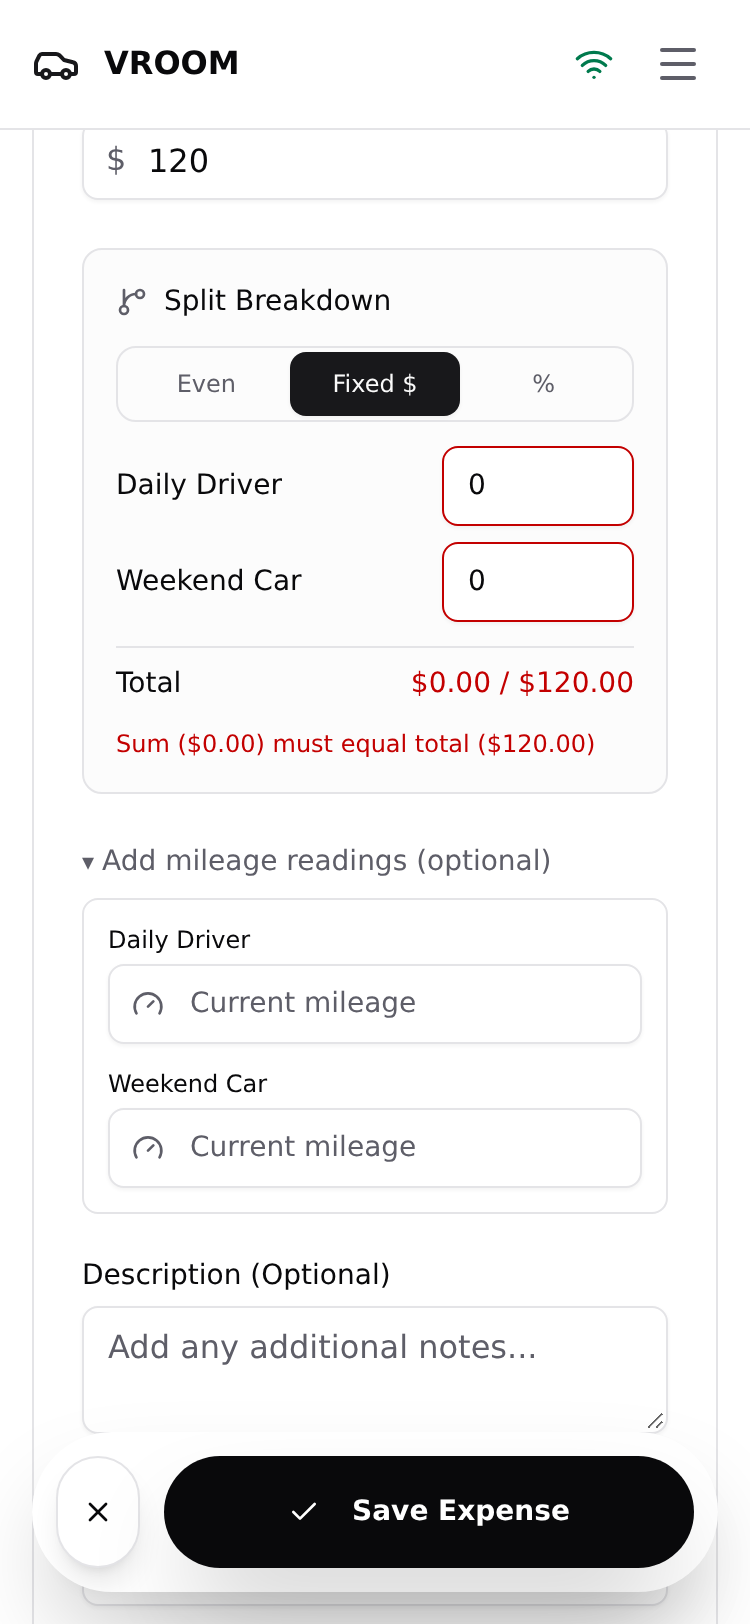 VROOM
$ 120
Split Breakdown
Even Fixed $ %
Daily Driver 0
Weekend Car 0
Total $0.00 / $120.00
Sum ($0.00) must equal total ($120.00)
▾ Add mileage readings (optional)
Daily Driver
Current mileage
Weekend Car
Current mileage
Description (Optional)
Add any additional notes...
Save Expense